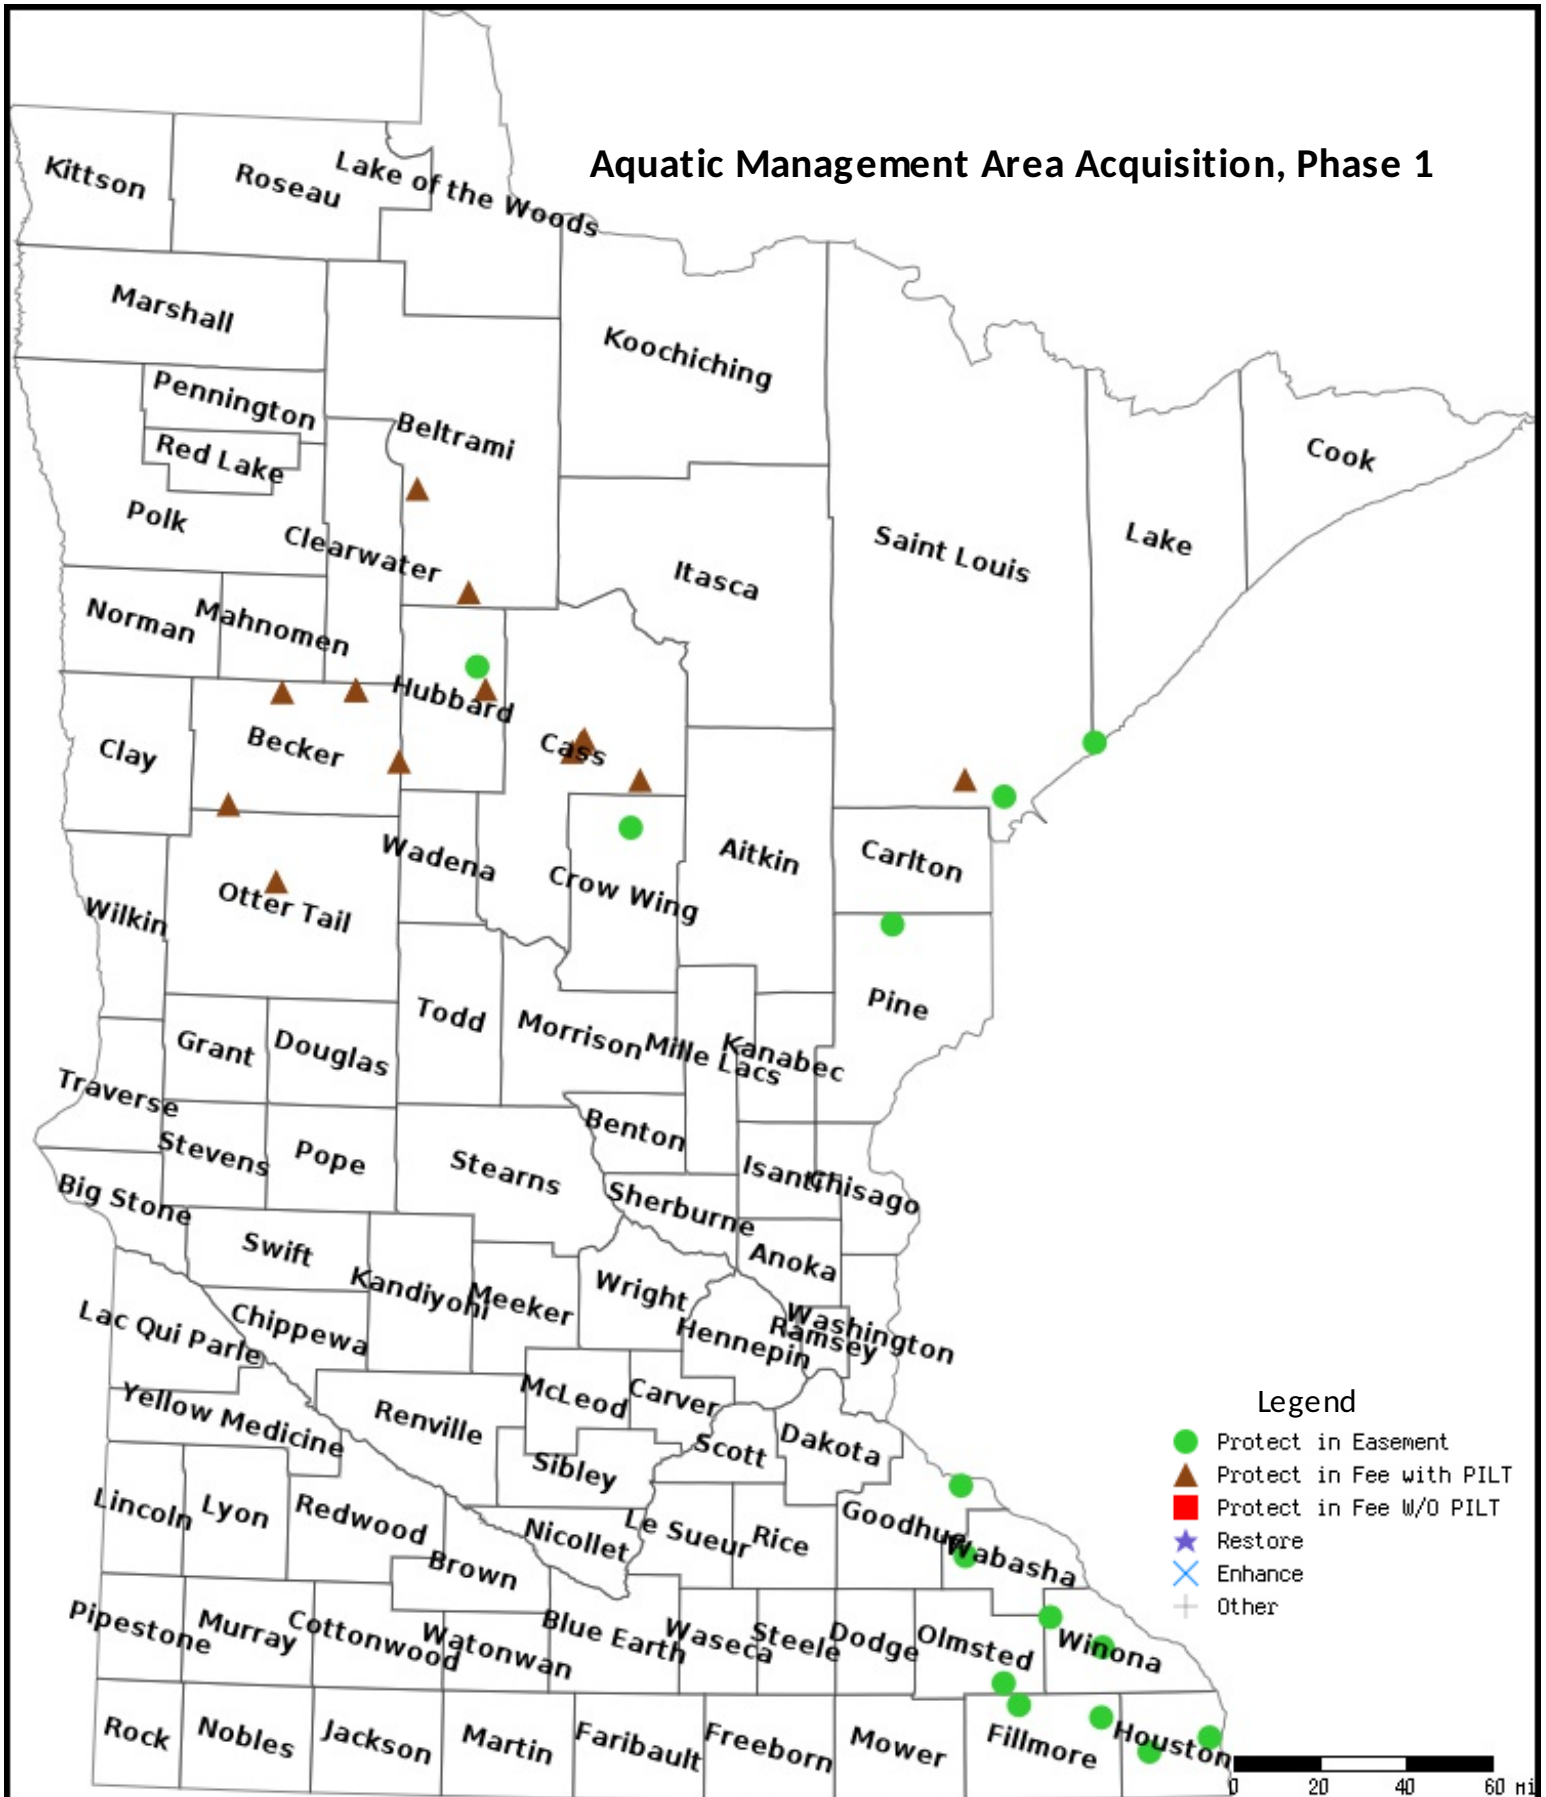 Aquatic Management Area Acquisition, Phase 1
Kittson
Roseau
Lake of the Woods
Marshall
Koochiching
Pennington
Beltrami
Red Lake
Cook
Polk
Clearwater
Saint Louis
Lake
Itasca
Norman
Mahnomen
Hubbard
Clay
Becker
Cass
Wadena
Aitkin
Carlton
Crow Wing
Otter Tail
Wilkin
Pine
Todd
Morrison
Grant
Douglas
Mille Lacs
Kanabec
Traverse
Benton
Stevens
Pope
Stearns
Isanti
Chisago
Big Stone
Sherburne
Swift
Anoka
Kandiyohi
Meeker
Wright
Washington
Ramsey
Hennepin
Lac Qui Parle
Chippewa
McLeod
Carver
Yellow Medicine
Renville
Scott
Dakota
Sibley
Lincoln
Lyon
Redwood
Nicollet
Le Sueur
Rice
Goodhue
Wabasha
Brown
Pipestone
Murray
Cottonwood
Watonwan
Blue Earth
Waseca
Steele
Dodge
Olmsted
Winona
Rock
Nobles
Jackson
Martin
Faribault
Freeborn
Mower
Fillmore
Houston
Legend
Protect in Easement
Protect in Fee with PILT
Protect in Fee W/O PILT
Restore
Enhance
Other
0 20 40 60 mi